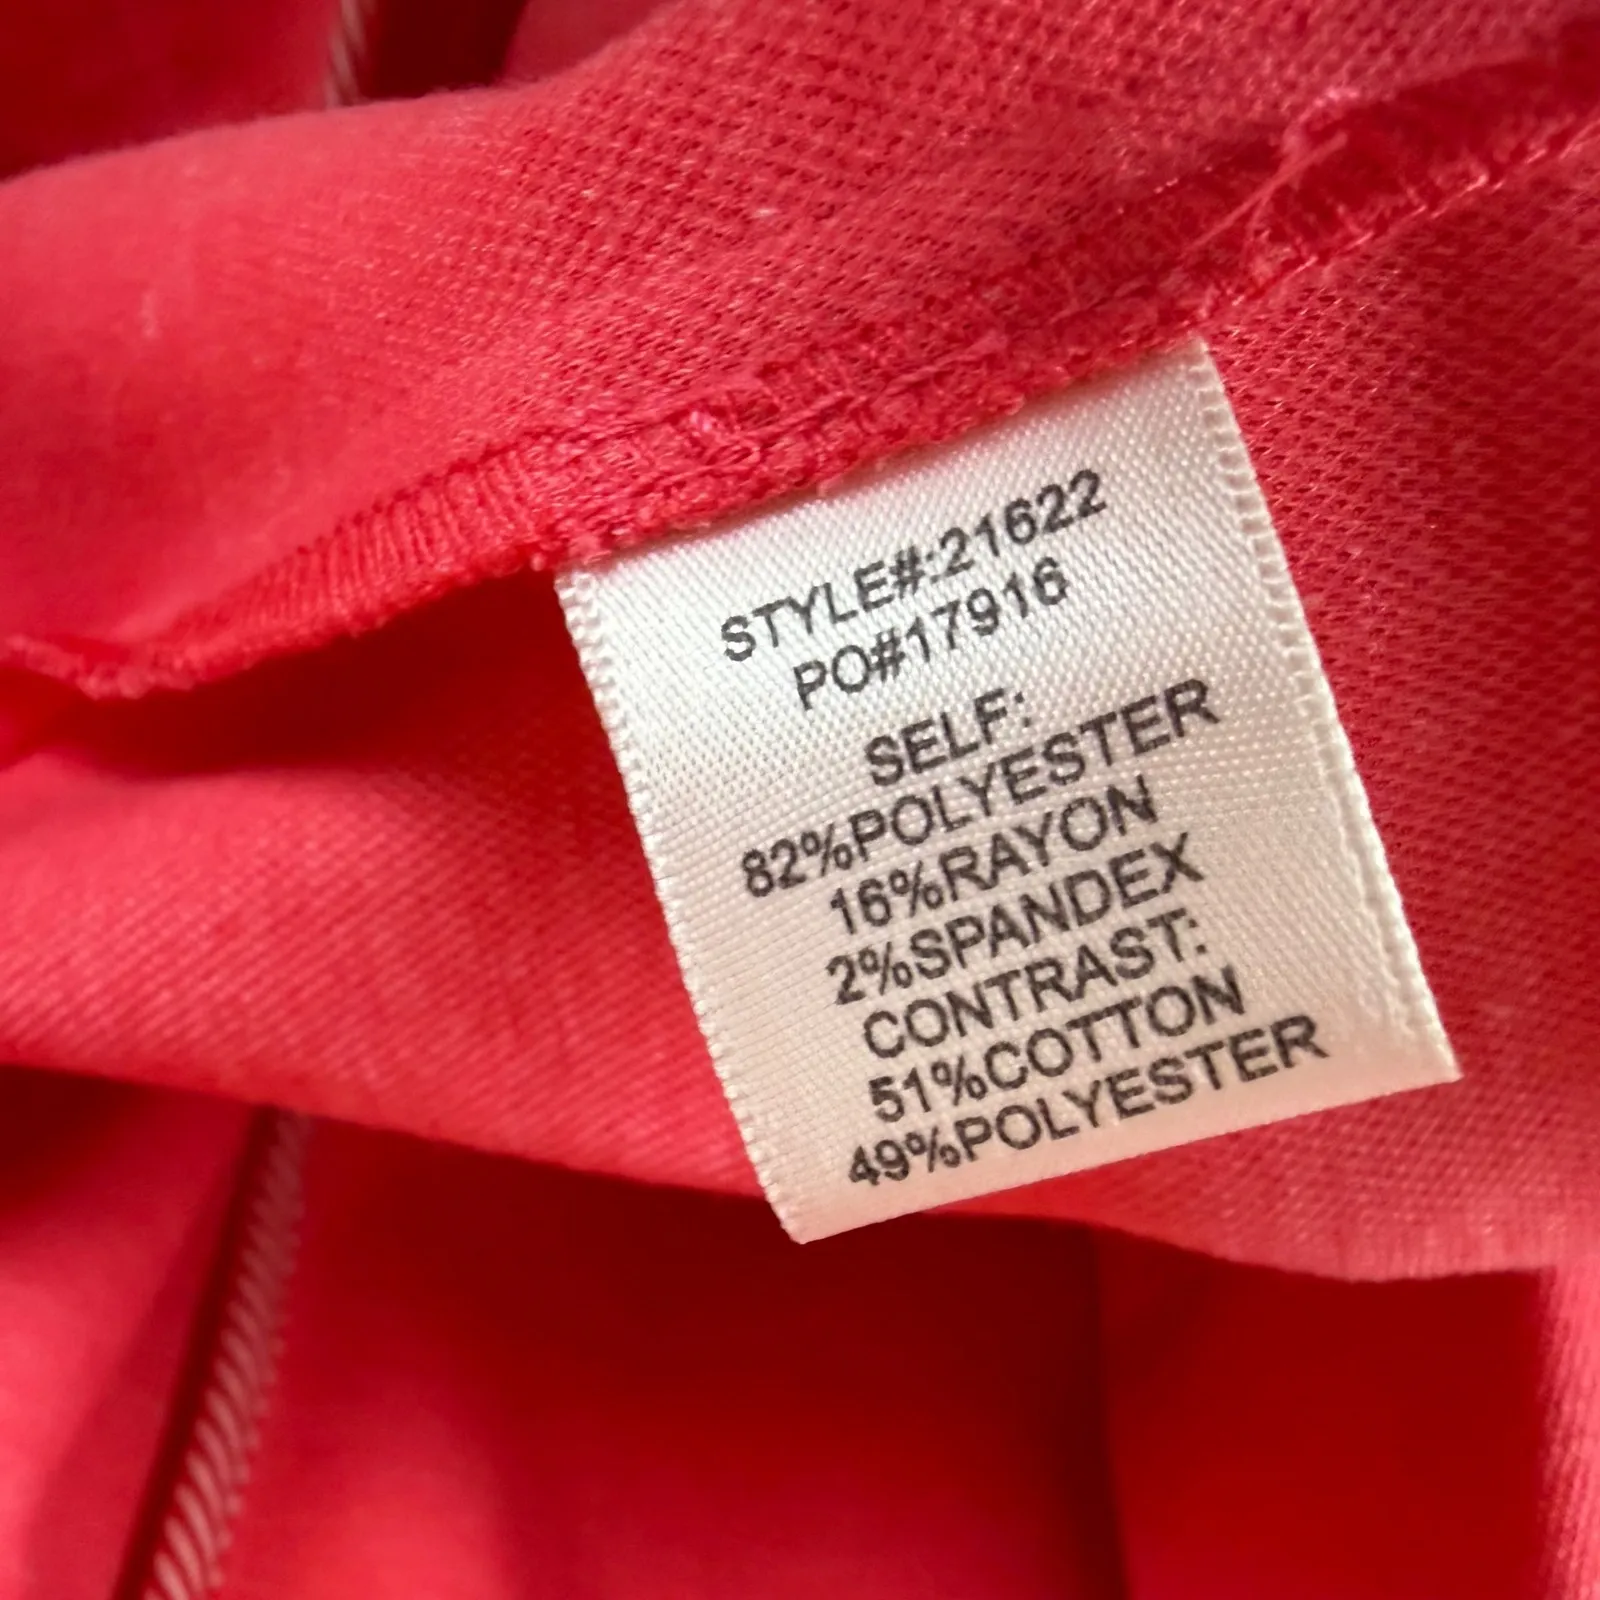 STYLE#:21622
PO#17916
SELF:
82%POLYESTER
16%RAYON
2%SPANDEX
CONTRAST:
51%COTTON
49%POLYESTER